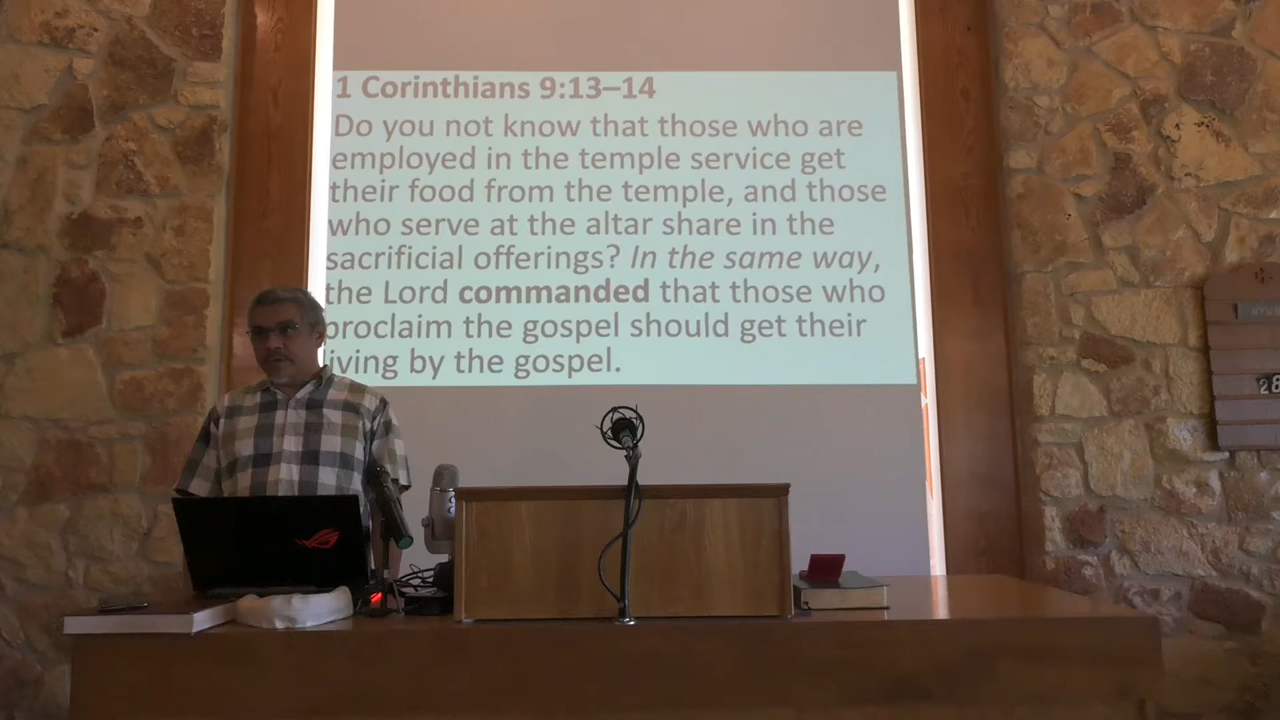 1 Corinthians 9:13–14
Do you not know that those who are
employed in the temple service get
their food from the temple, and those
who serve at the altar share in the
sacrificial offerings? In the same way,
the Lord commanded that those who
proclaim the gospel should get their
living by the gospel.
28